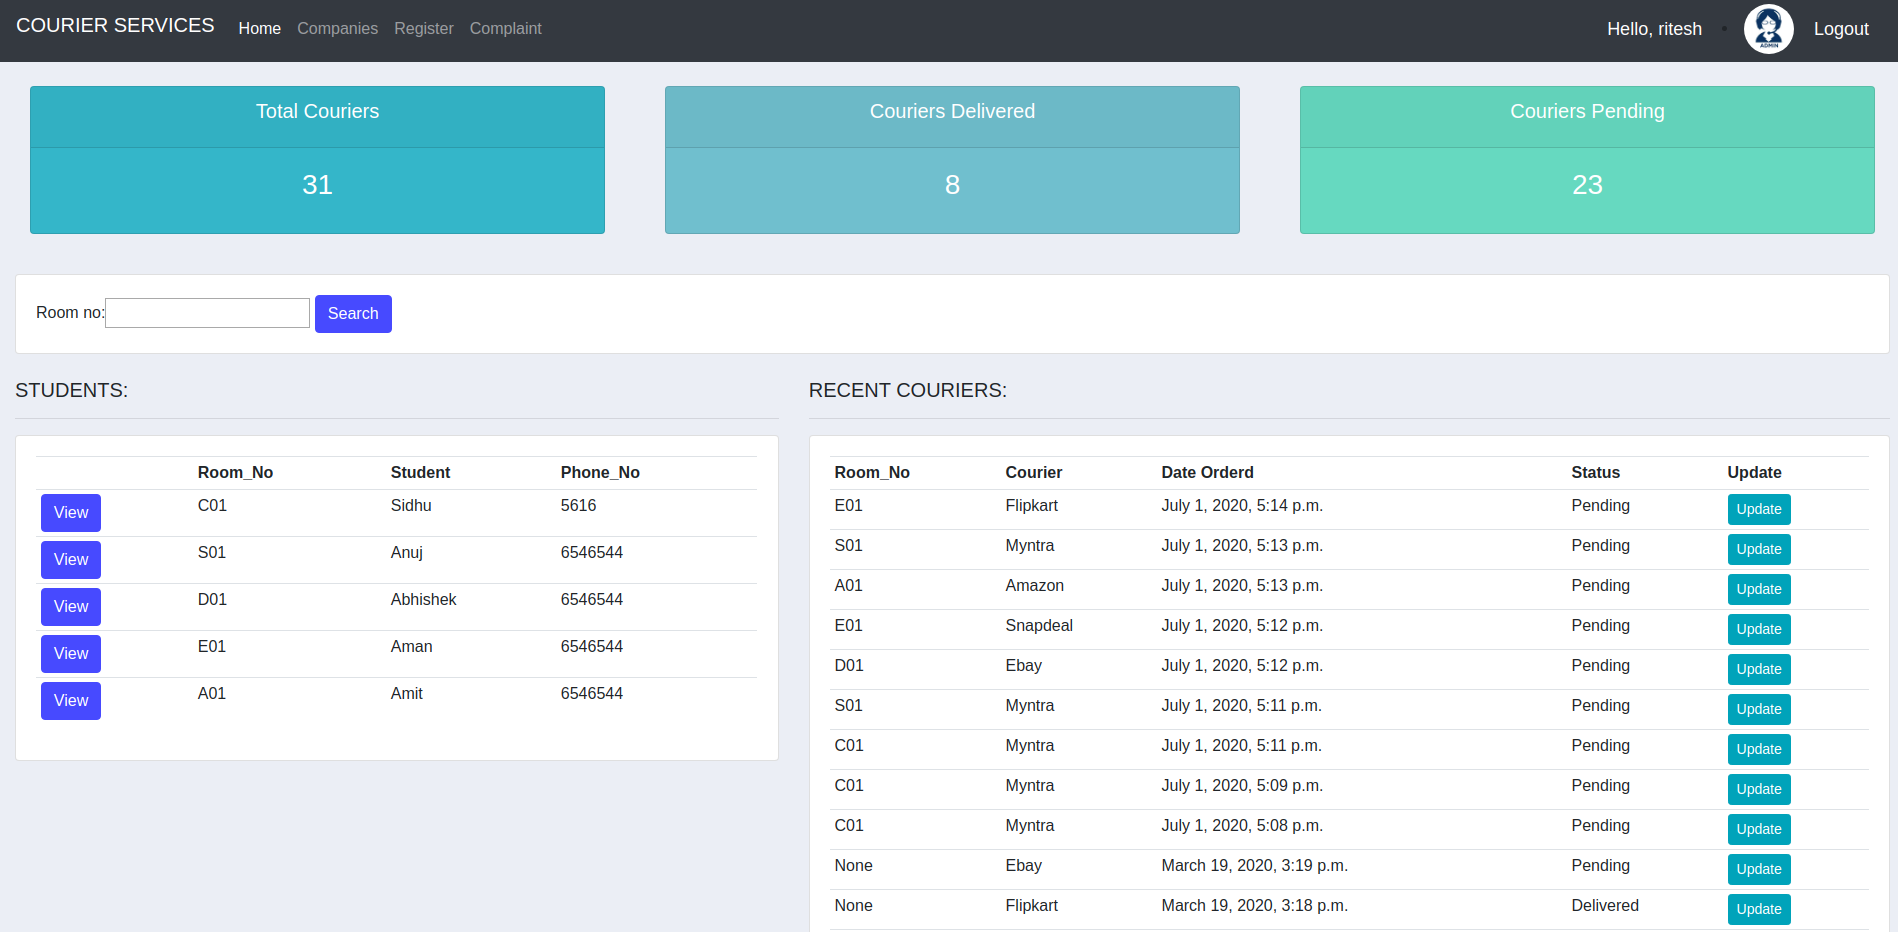 COURIER SERVICES Home Companies Register Complaint Hello, ritesh • ADMIN Logout
Total Couriers Couriers Delivered Couriers Pending
31 8 23
Room no: Search
STUDENTS: RECENT COURIERS:
Room_No Student Phone_No
View C01 Sidhu 5616
View S01 Anuj 6546544
View D01 Abhishek 6546544
View E01 Aman 6546544
View A01 Amit 6546544
Room_No Courier Date Orderd Status Update
E01 Flipkart July 1, 2020, 5:14 p.m. Pending Update
S01 Myntra July 1, 2020, 5:13 p.m. Pending Update
A01 Amazon July 1, 2020, 5:13 p.m. Pending Update
E01 Snapdeal July 1, 2020, 5:12 p.m. Pending Update
D01 Ebay July 1, 2020, 5:12 p.m. Pending Update
S01 Myntra July 1, 2020, 5:11 p.m. Pending Update
C01 Myntra July 1, 2020, 5:11 p.m. Pending Update
C01 Myntra July 1, 2020, 5:09 p.m. Pending Update
C01 Myntra July 1, 2020, 5:08 p.m. Pending Update
None Ebay March 19, 2020, 3:19 p.m. Pending Update
None Flipkart March 19, 2020, 3:18 p.m. Delivered Update